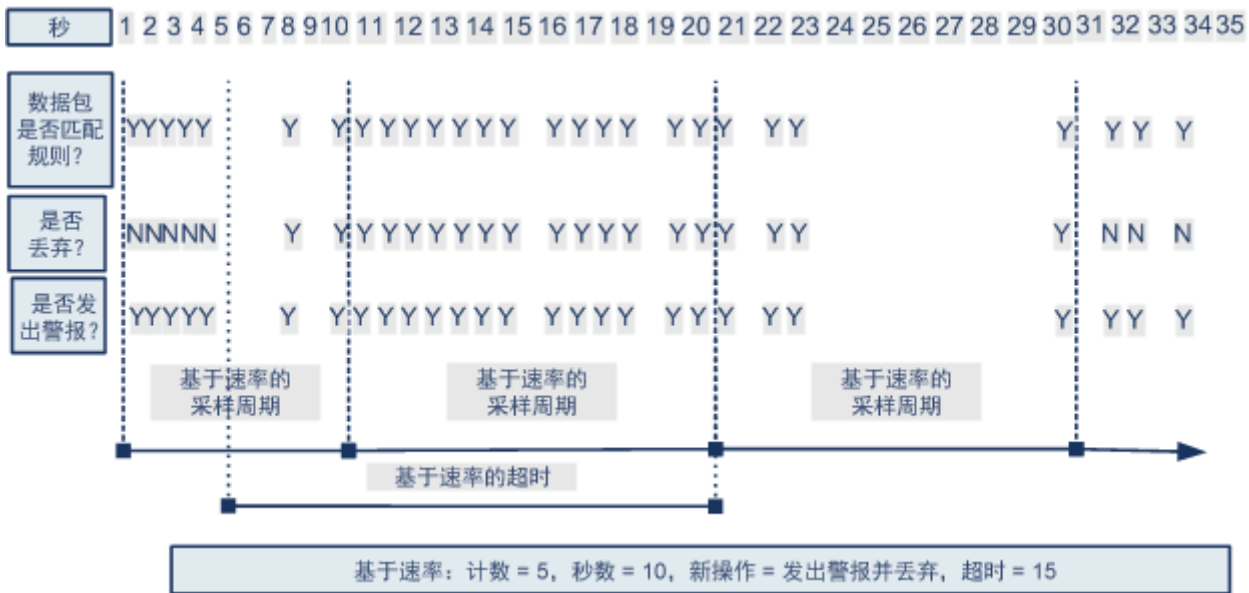 秒 1 2 3 4 5 6 7 8 9 10 11 12 13 14 15 16 17 18 19 20 21 22 23 24 25 26 27 28 29 30 31 32 33 34 35
数据包
是否匹配
规则?
YYYYY Y Y Y Y Y Y Y Y Y Y Y Y Y Y Y Y Y Y Y Y Y Y
是否
丢弃?
NNNNN Y Y Y Y Y Y Y Y Y Y Y Y Y Y Y Y Y Y Y N N N
是否发
出警报?
YYYYY Y Y Y Y Y Y Y Y Y Y Y Y Y Y Y Y Y Y Y Y Y Y
基于速率的
采样周期
基于速率的
采样周期
基于速率的
采样周期
基于速率的超时
基于速率：计数 = 5，秒数 = 10，新操作 = 发出警报并丢弃，超时 = 15